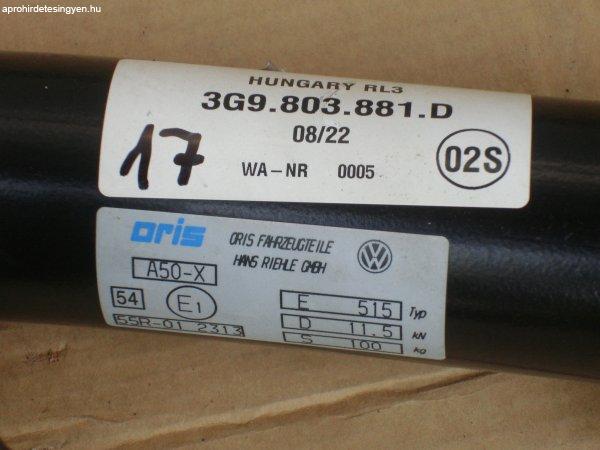 aprohirdetesingyen.hu
HUNGARY RL3
3G9.803.881.D
08/22
WA-NR 0005
02S
17
oris
ORIS FAHRZEUGTEILE
HANS RIEHLE GMBH
A50-X
54
E1
55R-01 2313
E 515 Typ
D 11.5 kN
S 100 kg